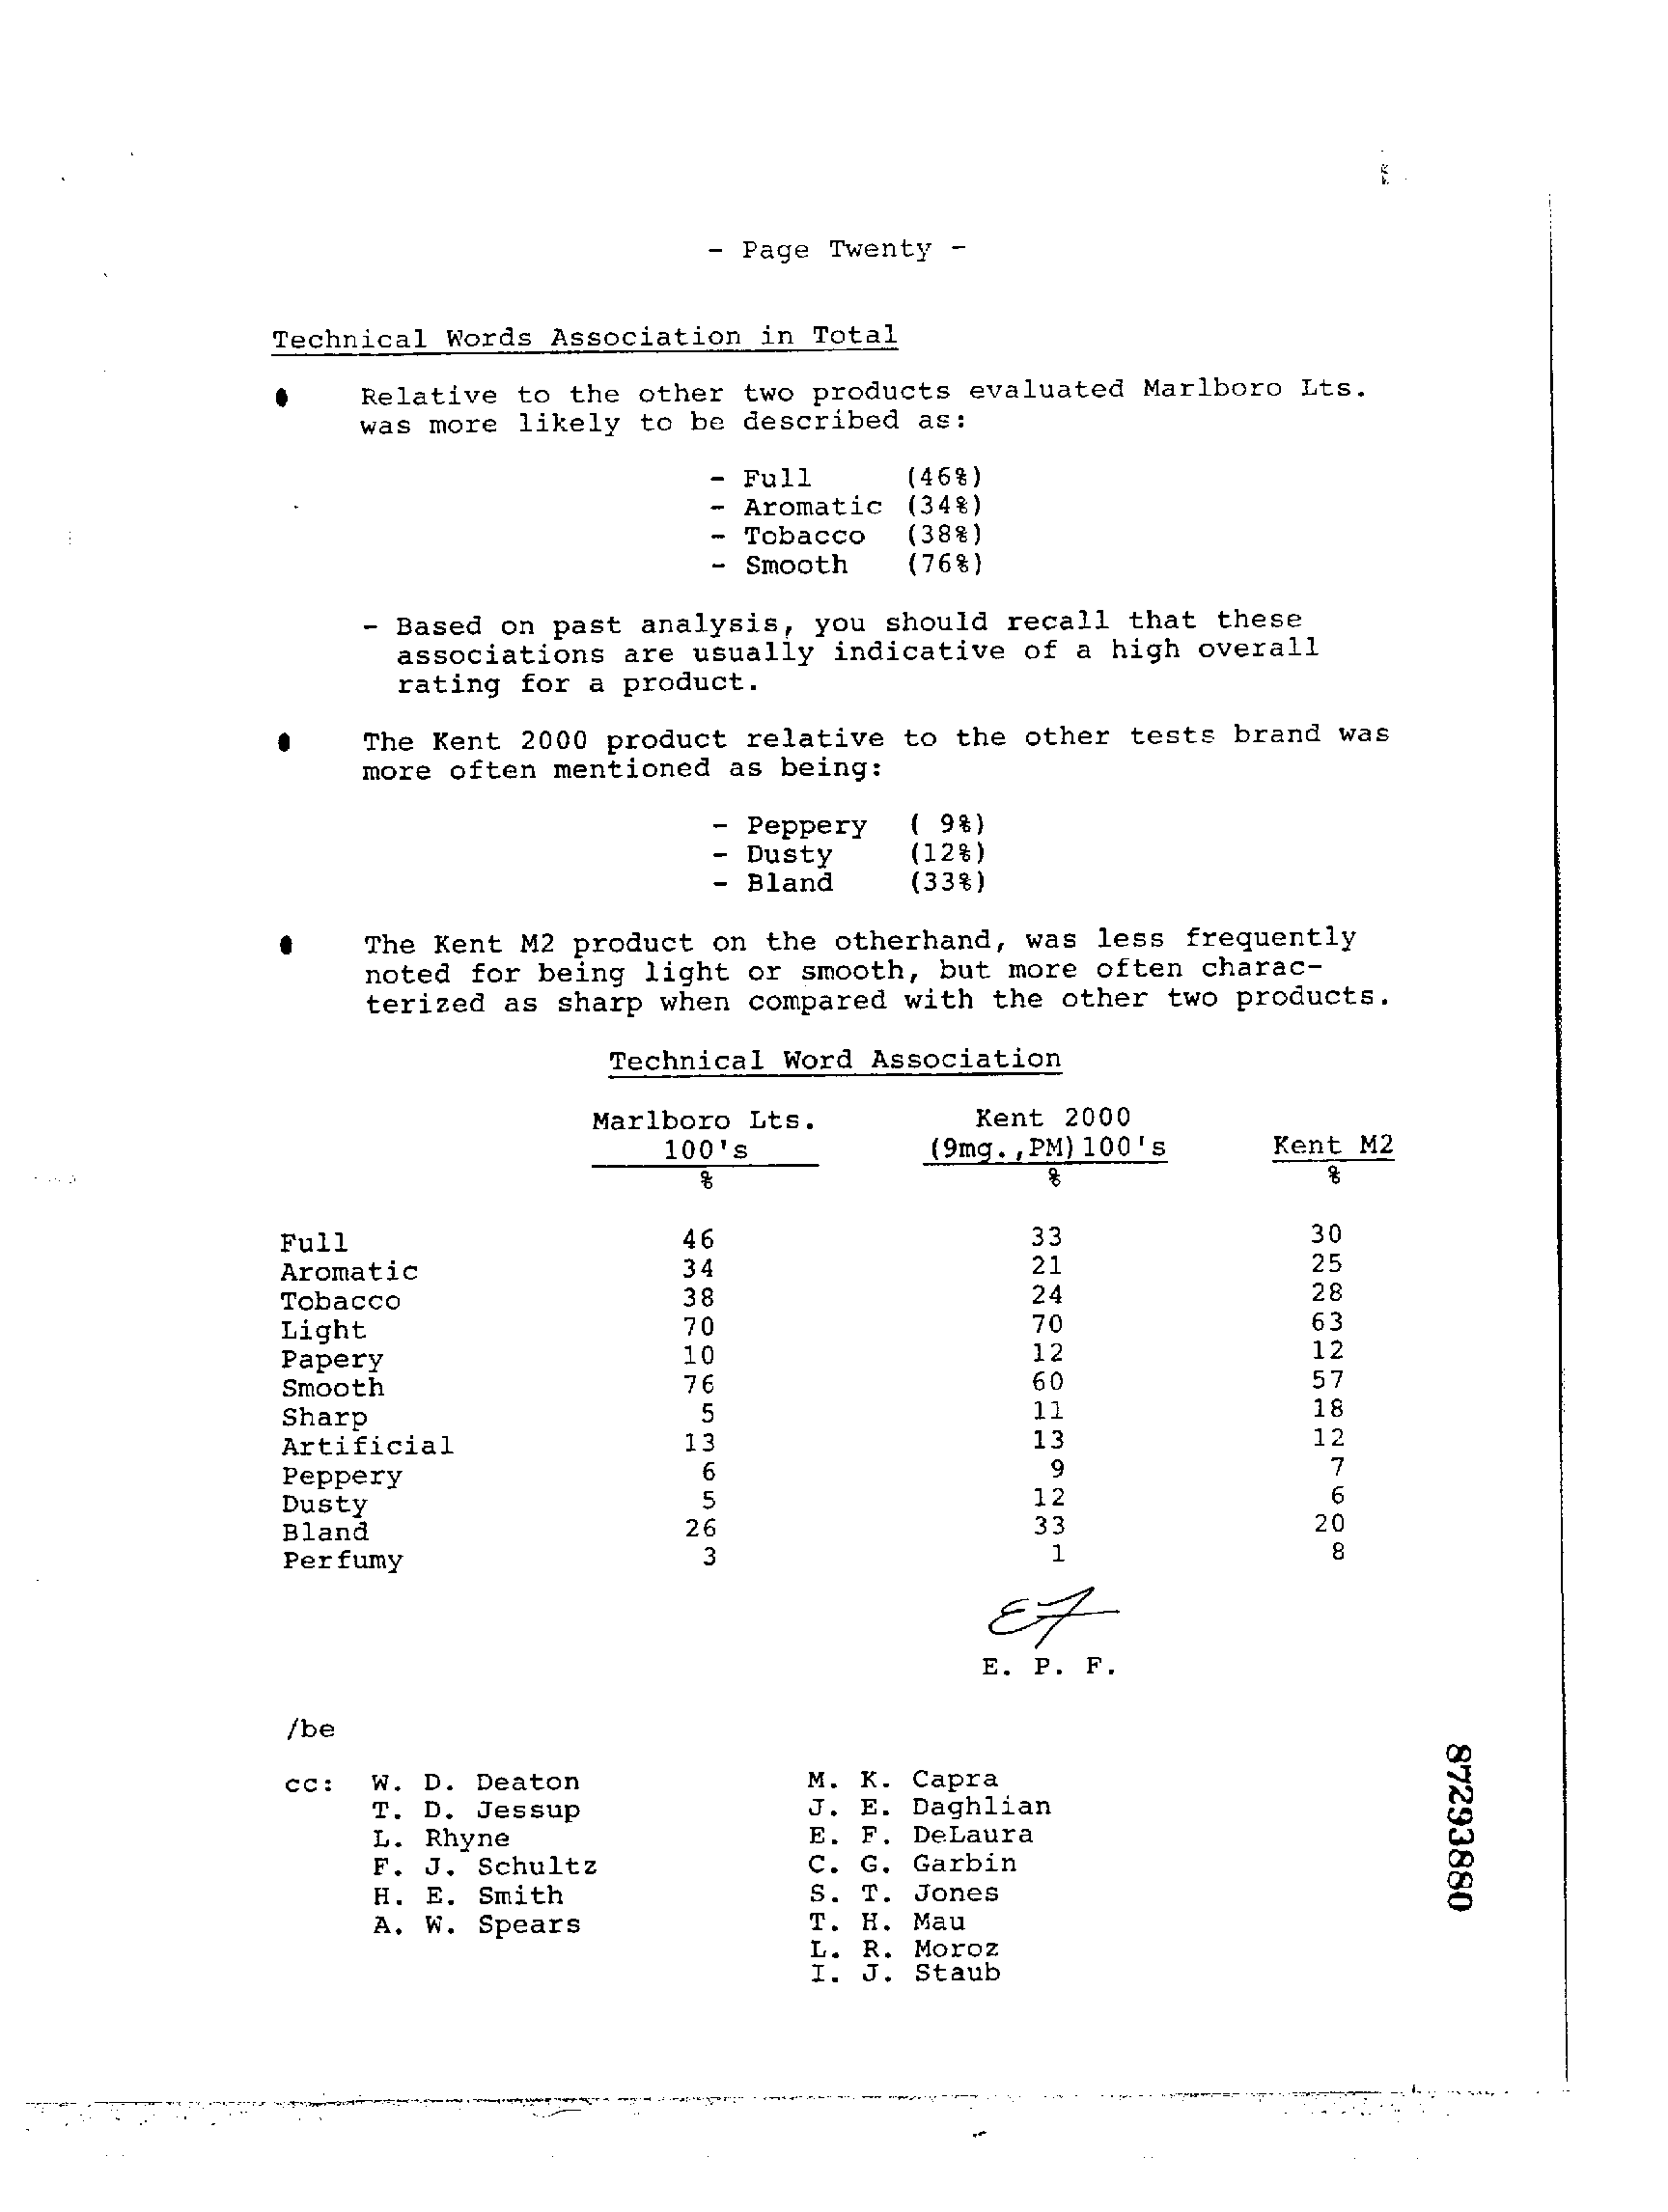 - Page Twenty -
Technical Words Association in Total
Relative to the other two products evaluated Marlboro Lts.
was more likely to be described as:
- Full (46%)
- Aromatic (34%)
- Tobacco (38%)
- Smooth (76%)
- Based on past analysis, you should recall that these
associations are usually indicative of a high overall
rating for a product.
The Kent 2000 product relative to the other tests brand was
more often mentioned as being:
- Peppery ( 9%)
- Dusty (12%)
- Bland (33%)
The Kent M2 product on the otherhand, was less frequently
noted for being light or smooth, but more often charac-
terized as sharp when compared with the other two products.
Technical Word Association
Marlboro Lts. Kent 2000
100's (9mg.,PM)100's Kent M2
% % %
Full 46 33 30
Aromatic 34 21 25
Tobacco 38 24 28
Light 70 70 63
Papery 10 12 12
Smooth 76 60 57
Sharp 5 11 18
Artificial 13 13 12
Peppery 6 9 7
Dusty 5 12 6
Bland 26 33 20
Perfumy 3 1 8
EF
E. P. F.
/be
cc: W. D. Deaton M. K. Capra
T. D. Jessup J. E. Daghlian
L. Rhyne E. F. DeLaura
F. J. Schultz C. G. Garbin
H. E. Smith S. T. Jones
A. W. Spears T. H. Mau
L. R. Moroz
I. J. Staub
87293880